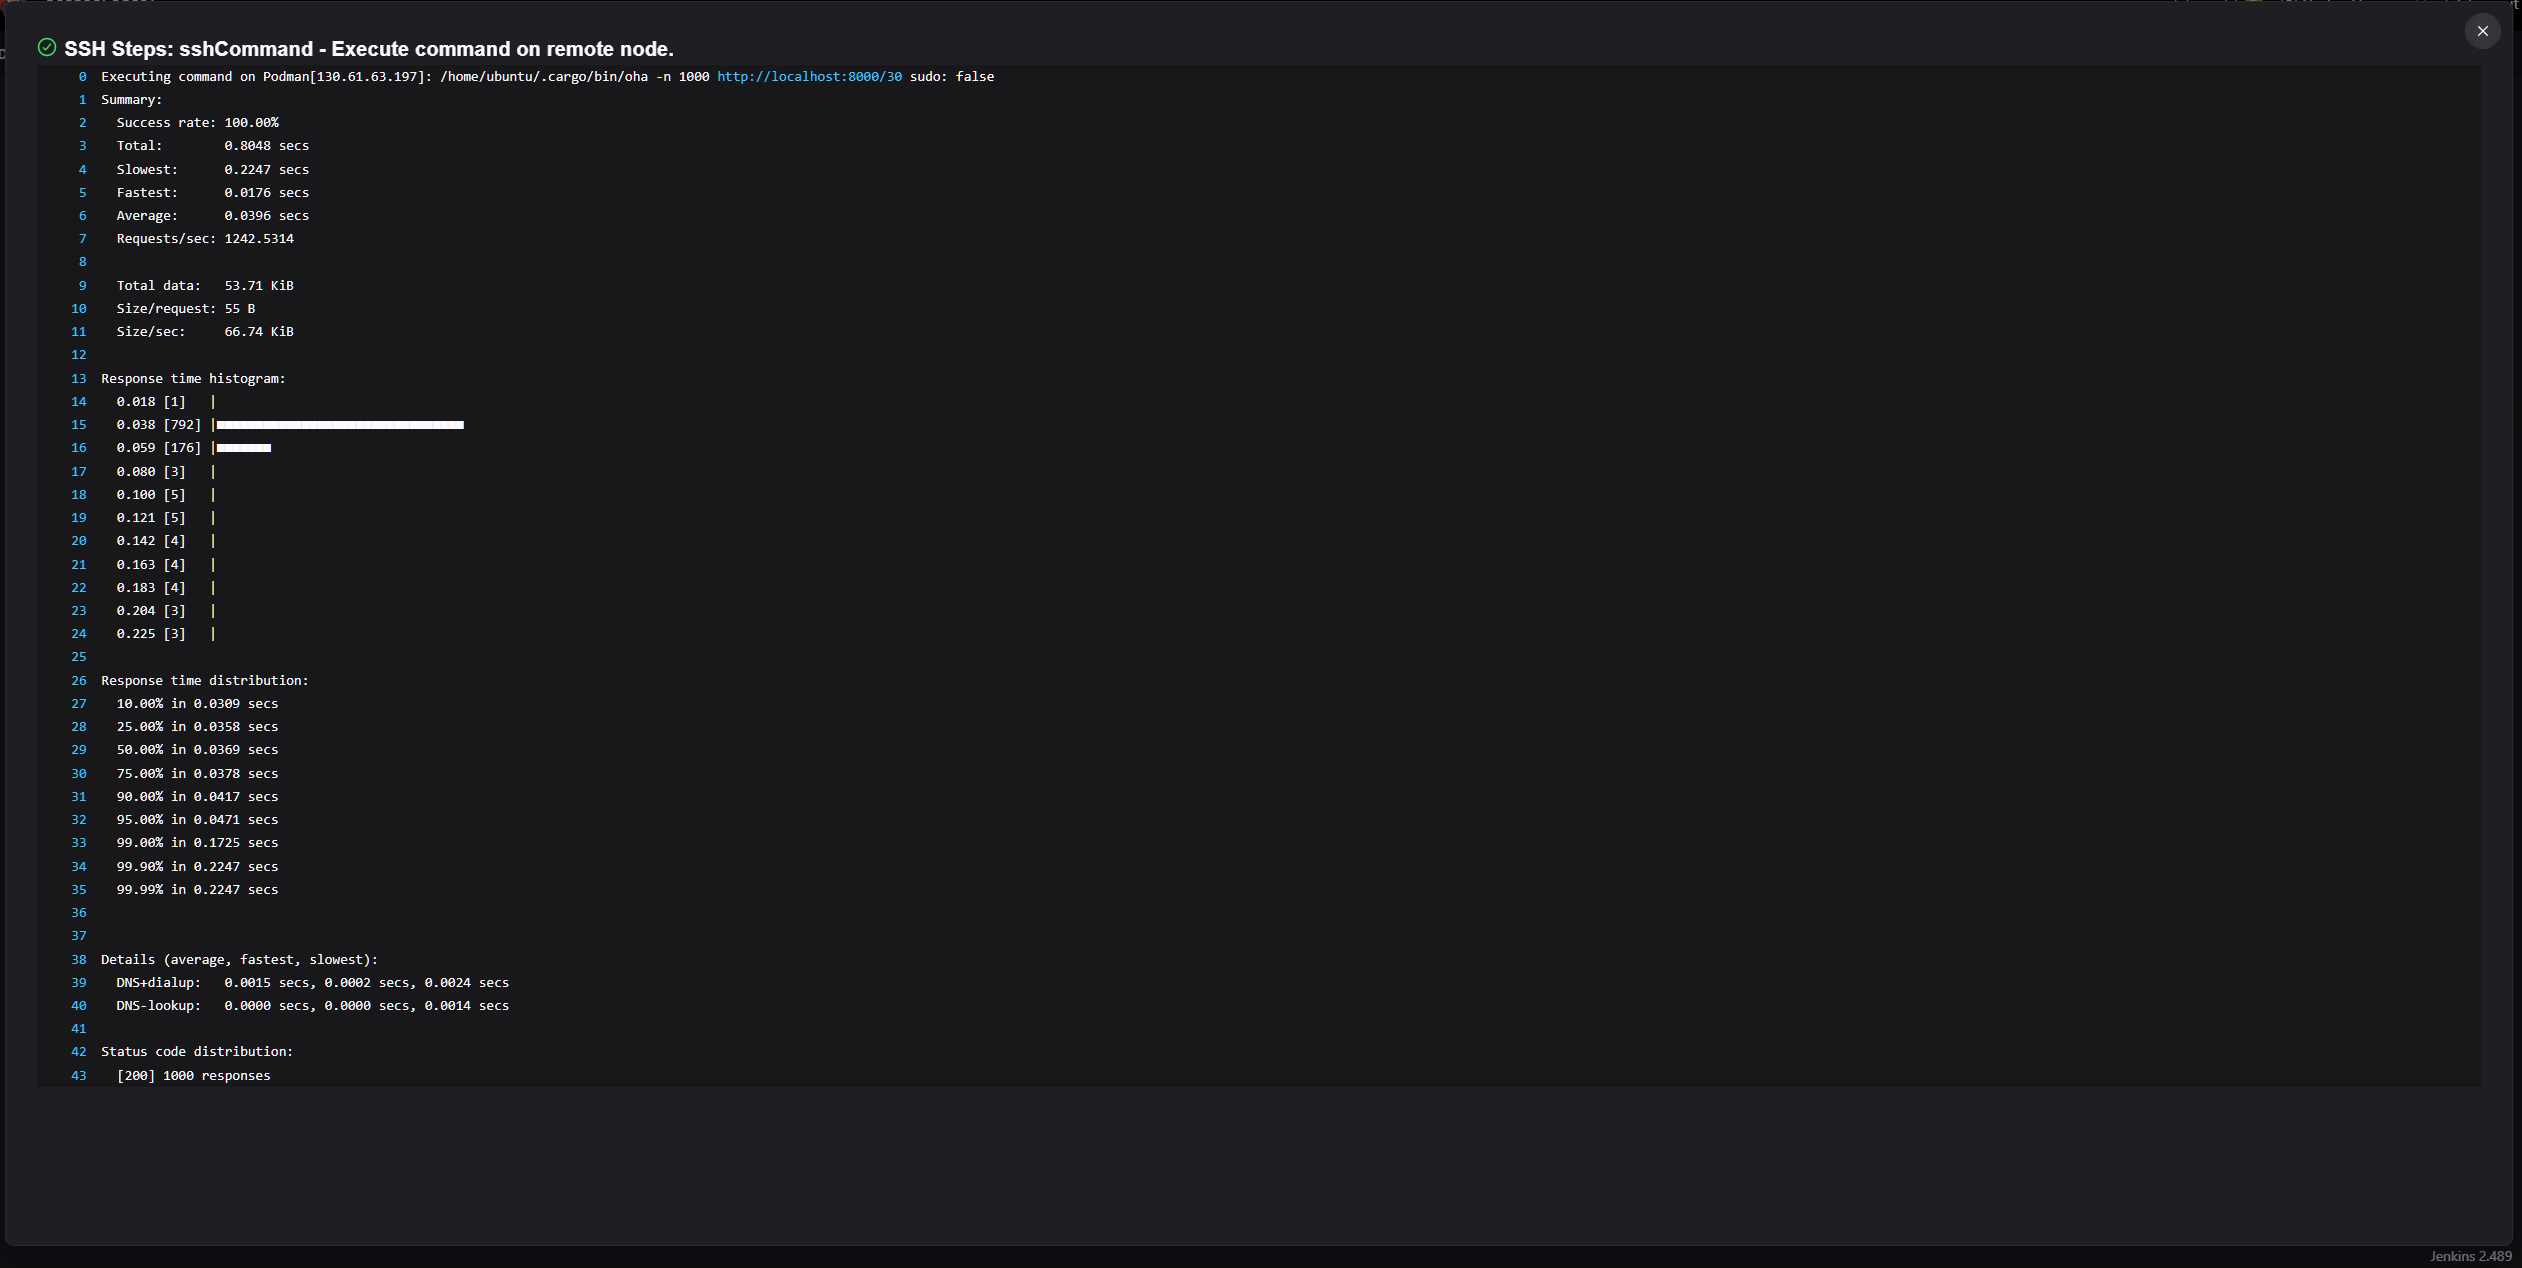 SSH Steps: sshCommand - Execute command on remote node.
0 Executing command on Podman[130.61.63.197]: /home/ubuntu/.cargo/bin/oha -n 1000 http://localhost:8000/30 sudo: false
1 Summary:
2 Success rate: 100.00%
3 Total: 0.8048 secs
4 Slowest: 0.2247 secs
5 Fastest: 0.0176 secs
6 Average: 0.0396 secs
7 Requests/sec: 1242.5314
8
9 Total data: 53.71 KiB
10 Size/request: 55 B
11 Size/sec: 66.74 KiB
12
13 Response time histogram:
14 0.018 [1] |
15 0.038 [792] |■■■■■■■■■■■■■■■■■■■■■■■■■■■■■■■■
16 0.059 [176] |■■■■■■■
17 0.080 [3] |
18 0.100 [5] |
19 0.121 [5] |
20 0.142 [4] |
21 0.163 [4] |
22 0.183 [4] |
23 0.204 [3] |
24 0.225 [3] |
25
26 Response time distribution:
27 10.00% in 0.0309 secs
28 25.00% in 0.0358 secs
29 50.00% in 0.0369 secs
30 75.00% in 0.0378 secs
31 90.00% in 0.0417 secs
32 95.00% in 0.0471 secs
33 99.00% in 0.1725 secs
34 99.90% in 0.2247 secs
35 99.99% in 0.2247 secs
36
37
38 Details (average, fastest, slowest):
39 DNS+dialup: 0.0015 secs, 0.0002 secs, 0.0024 secs
40 DNS-lookup: 0.0000 secs, 0.0000 secs, 0.0014 secs
41
42 Status code distribution:
43 [200] 1000 responses
Jenkins 2.489